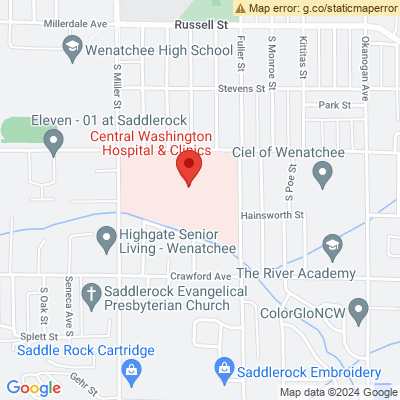 Map error: g.co/staticmaperror
Millerdale Ave
Russell St
Wenatchee High School
Fuller St
S Monroe St
Kittitas St
Okanogan Ave
S Miller St
Stevens St
Park St
Eleven - 01 at Saddlerock
Central Washington
Hospital & Clinics
Ciel of Wenatchee
S Poe St
Hainsworth St
Highgate Senior
Living - Wenatchee
Crawford Ave
The River Academy
S Oak St
Seneca Ave S
Saddlerock Evangelical
Presbyterian Church
ColorGloNCW
Splett St
Saddle Rock Cartridge
Gehr St
Saddlerock Embroidery
Google
Map data ©2024 Google